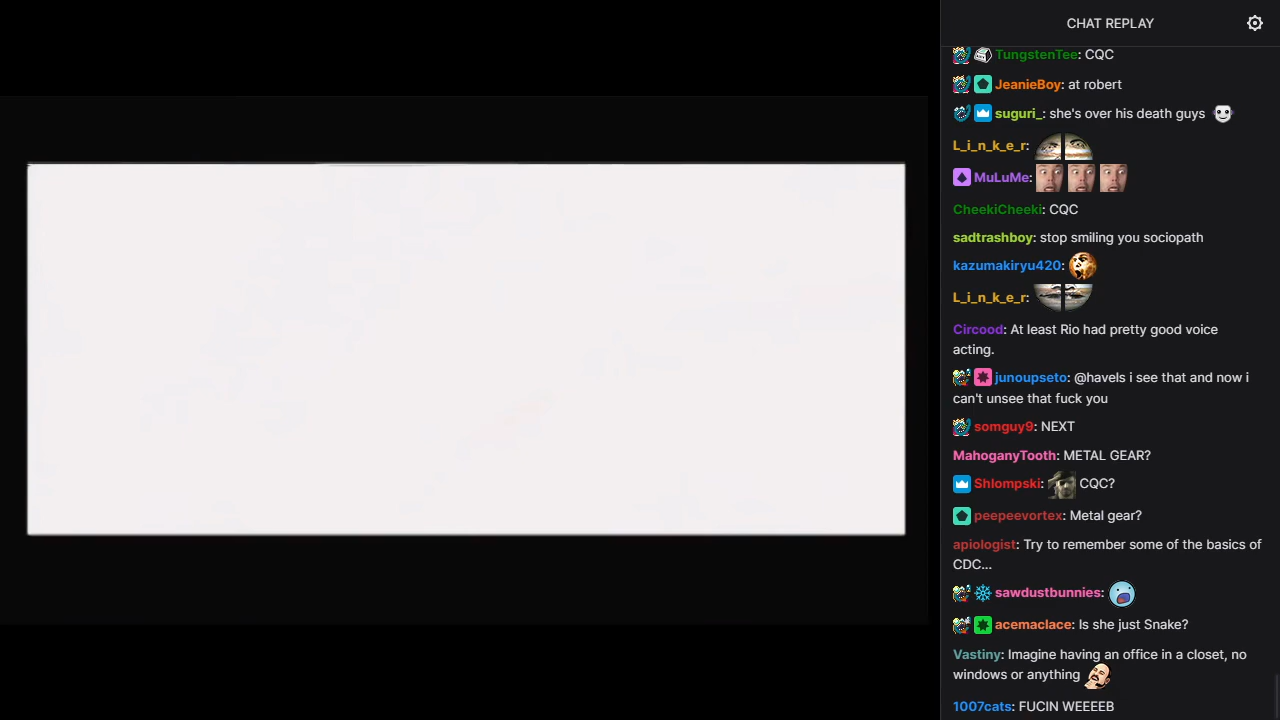 CHAT REPLAY
TungstenTee: CQC
JeanieBoy: at robert
suguri_: she's over his death guys
L_i_n_k_e_r:
MuLuMe:
CheekiCheeki: CQC
sadtrashboy: stop smiling you sociopath
kazumakiryu420:
L_i_n_k_e_r:
Circood: At least Rio had pretty good voice
acting.
junoupseto: @havels i see that and now i
can't unsee that fuck you
somguy9: NEXT
MahoganyTooth: METAL GEAR?
Shlompski: CQC?
peepeevortex: Metal gear?
apiologist: Try to remember some of the basics of
CDC...
sawdustbunnies:
acemaclace: Is she just Snake?
Vastiny: Imagine having an office in a closet, no
windows or anything
1007cats: FUCIN WEEEEB